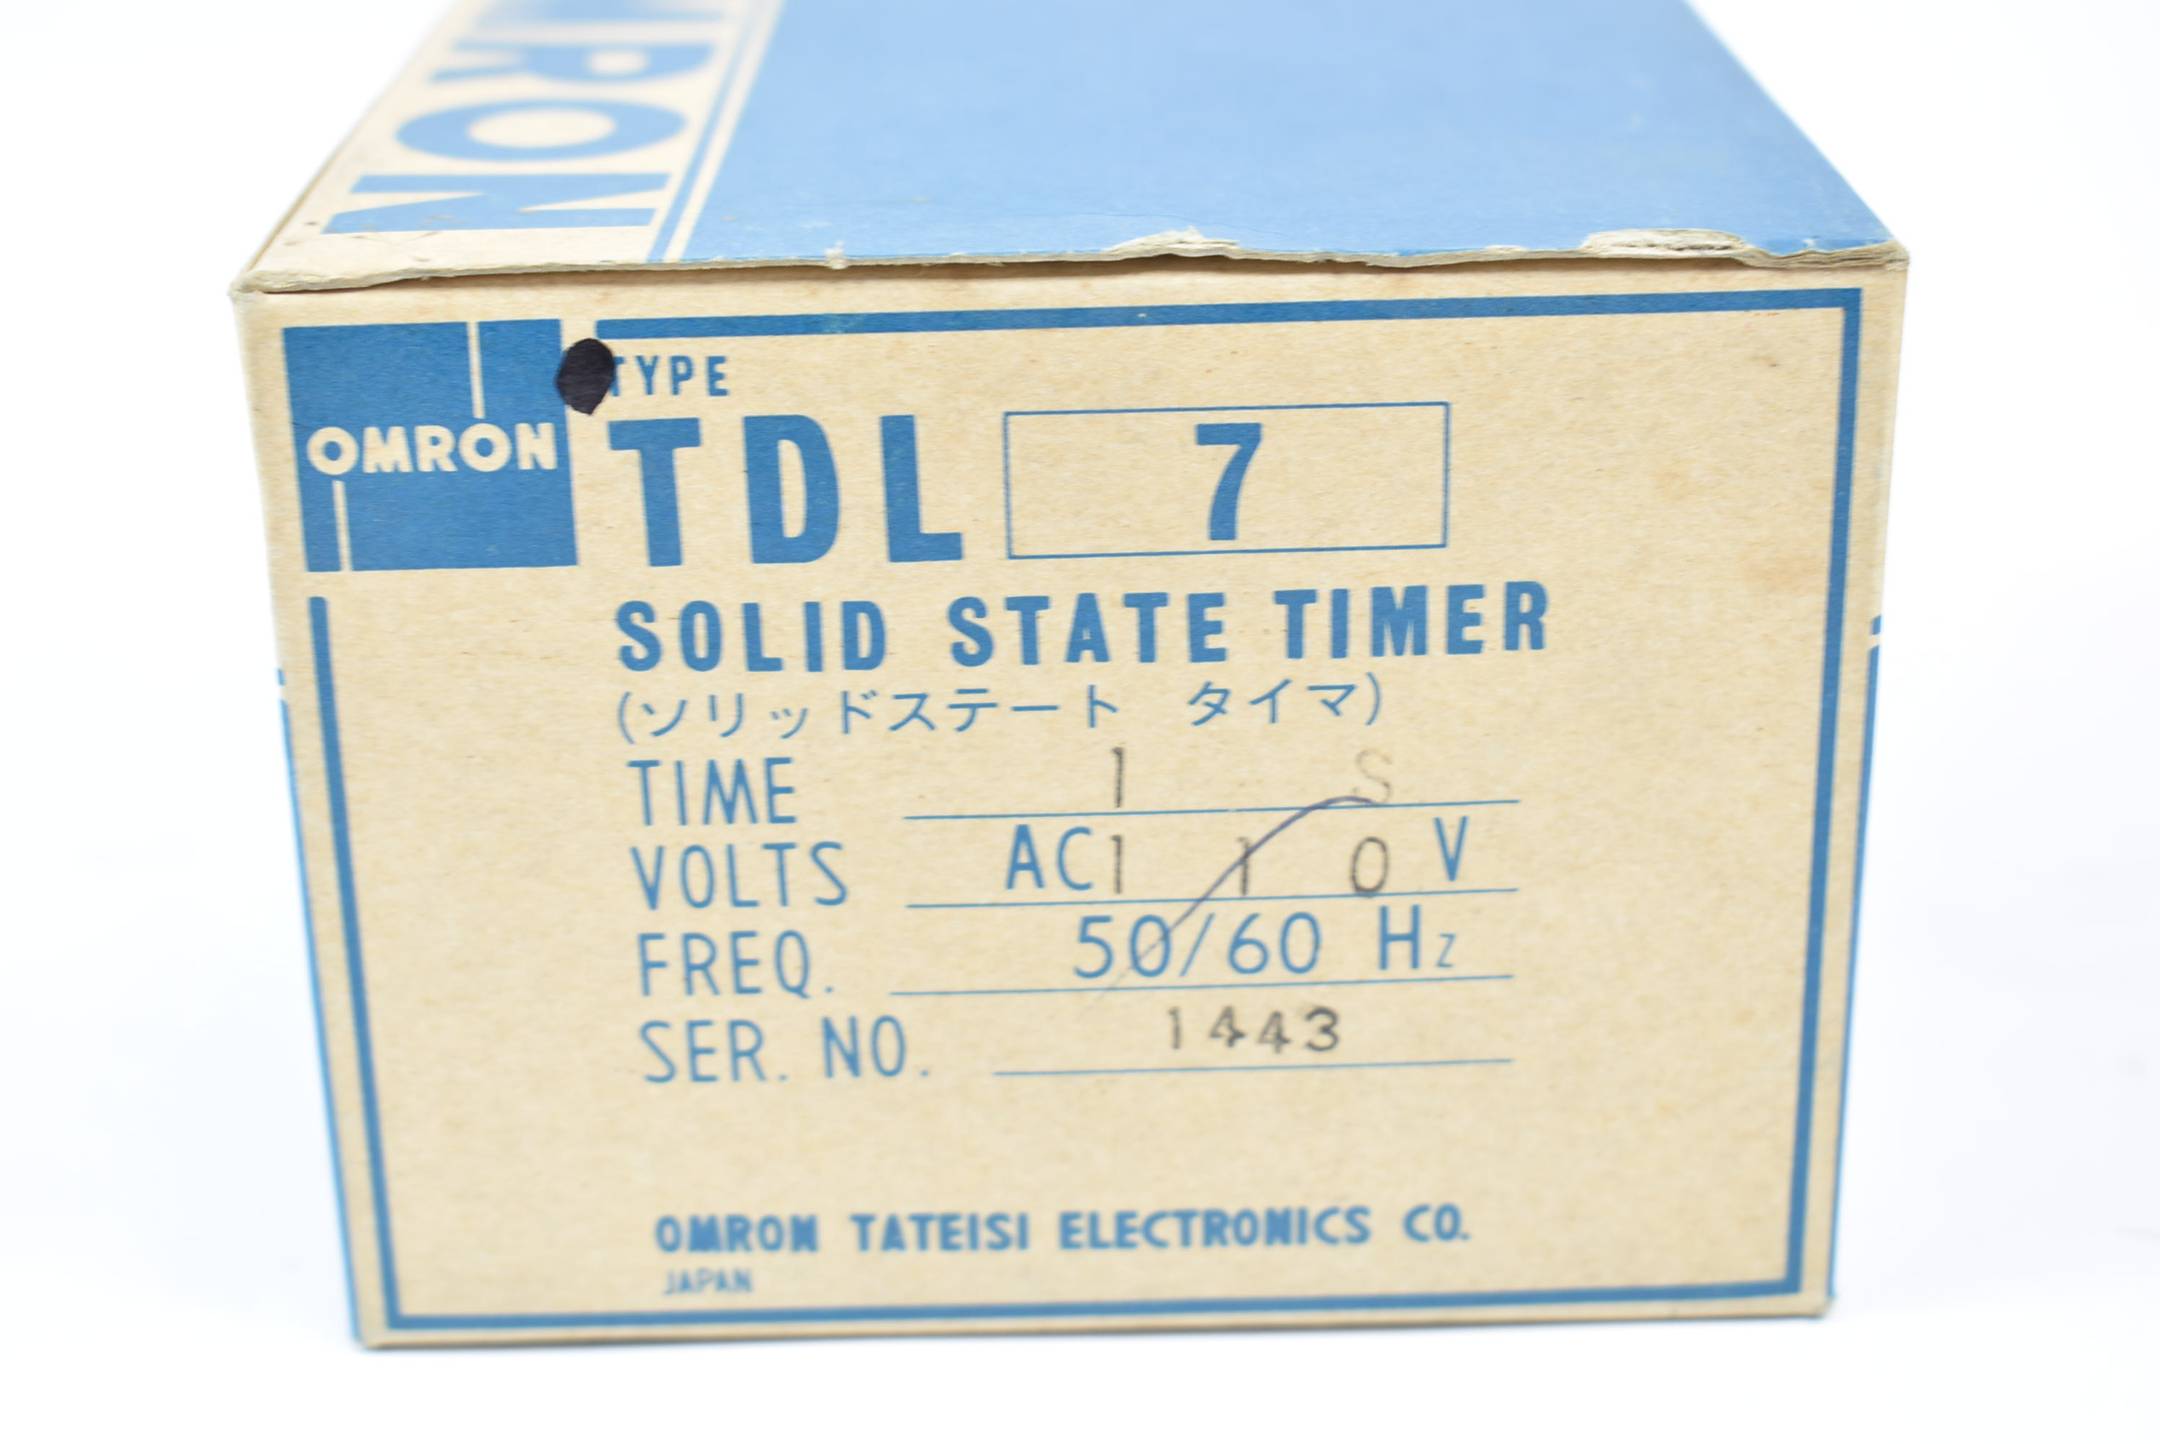 MRON
OMRON
TYPE
TDL 7
SOLID STATE TIMER
(ソリッドステート タイマ)
TIME 1 S
VOLTS AC 110 V
FREQ. 50/60 Hz
SER. NO. 1443
OMRON TATEISI ELECTRONICS CO.
JAPAN